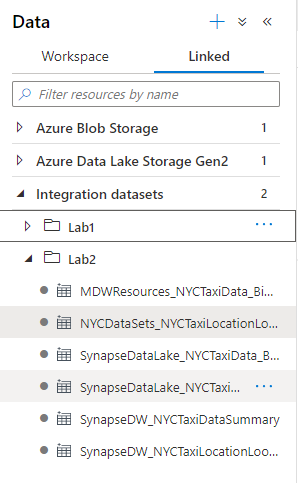 Data
Workspace Linked
Filter resources by name
Azure Blob Storage 1
Azure Data Lake Storage Gen2 1
Integration datasets 2
Lab1 ...
Lab2
MDWResources_NYCTaxiData_Bi...
NYCDataSets_NYCTaxiLocationLo...
SynapseDataLake_NYCTaxiData_B...
SynapseDataLake_NYCTaxi... ...
SynapseDW_NYCTaxiDataSummary
SynapseDW_NYCTaxiLocationLoo...